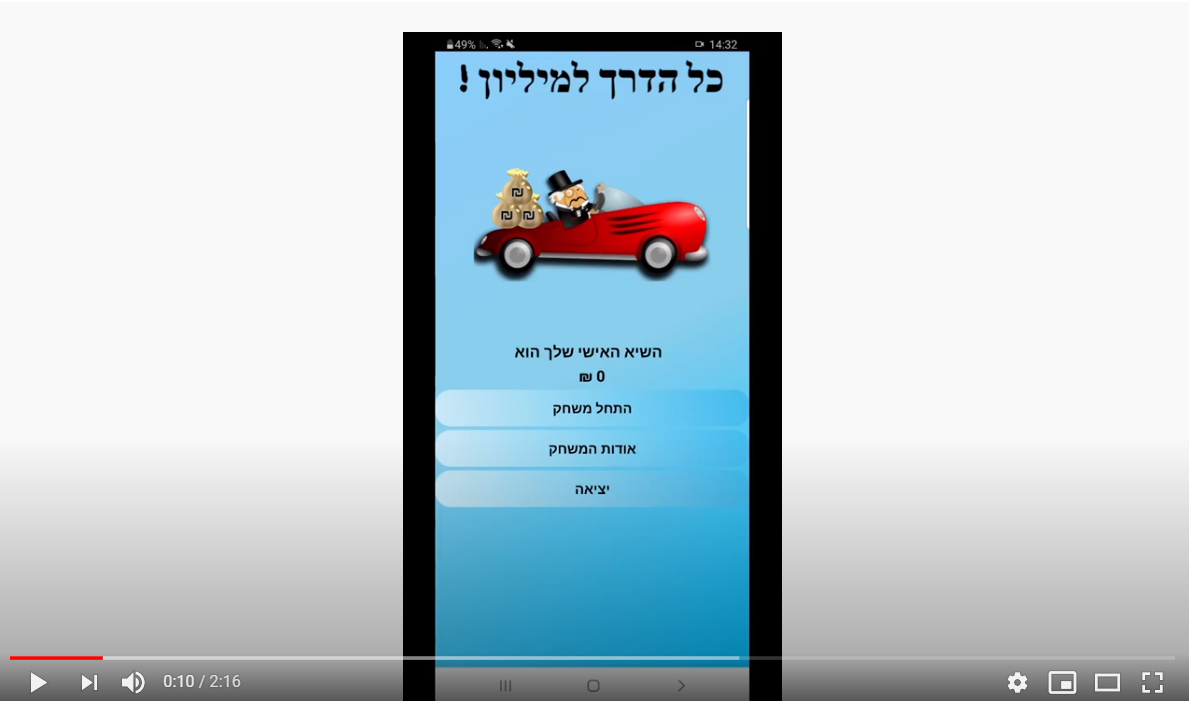 49%
14:32
כל הדרך למיליון !
₪
₪ ₪
השיא האישי שלך הוא
0 ₪
התחל משחק
אודות המשחק
יציאה
0:10 / 2:16